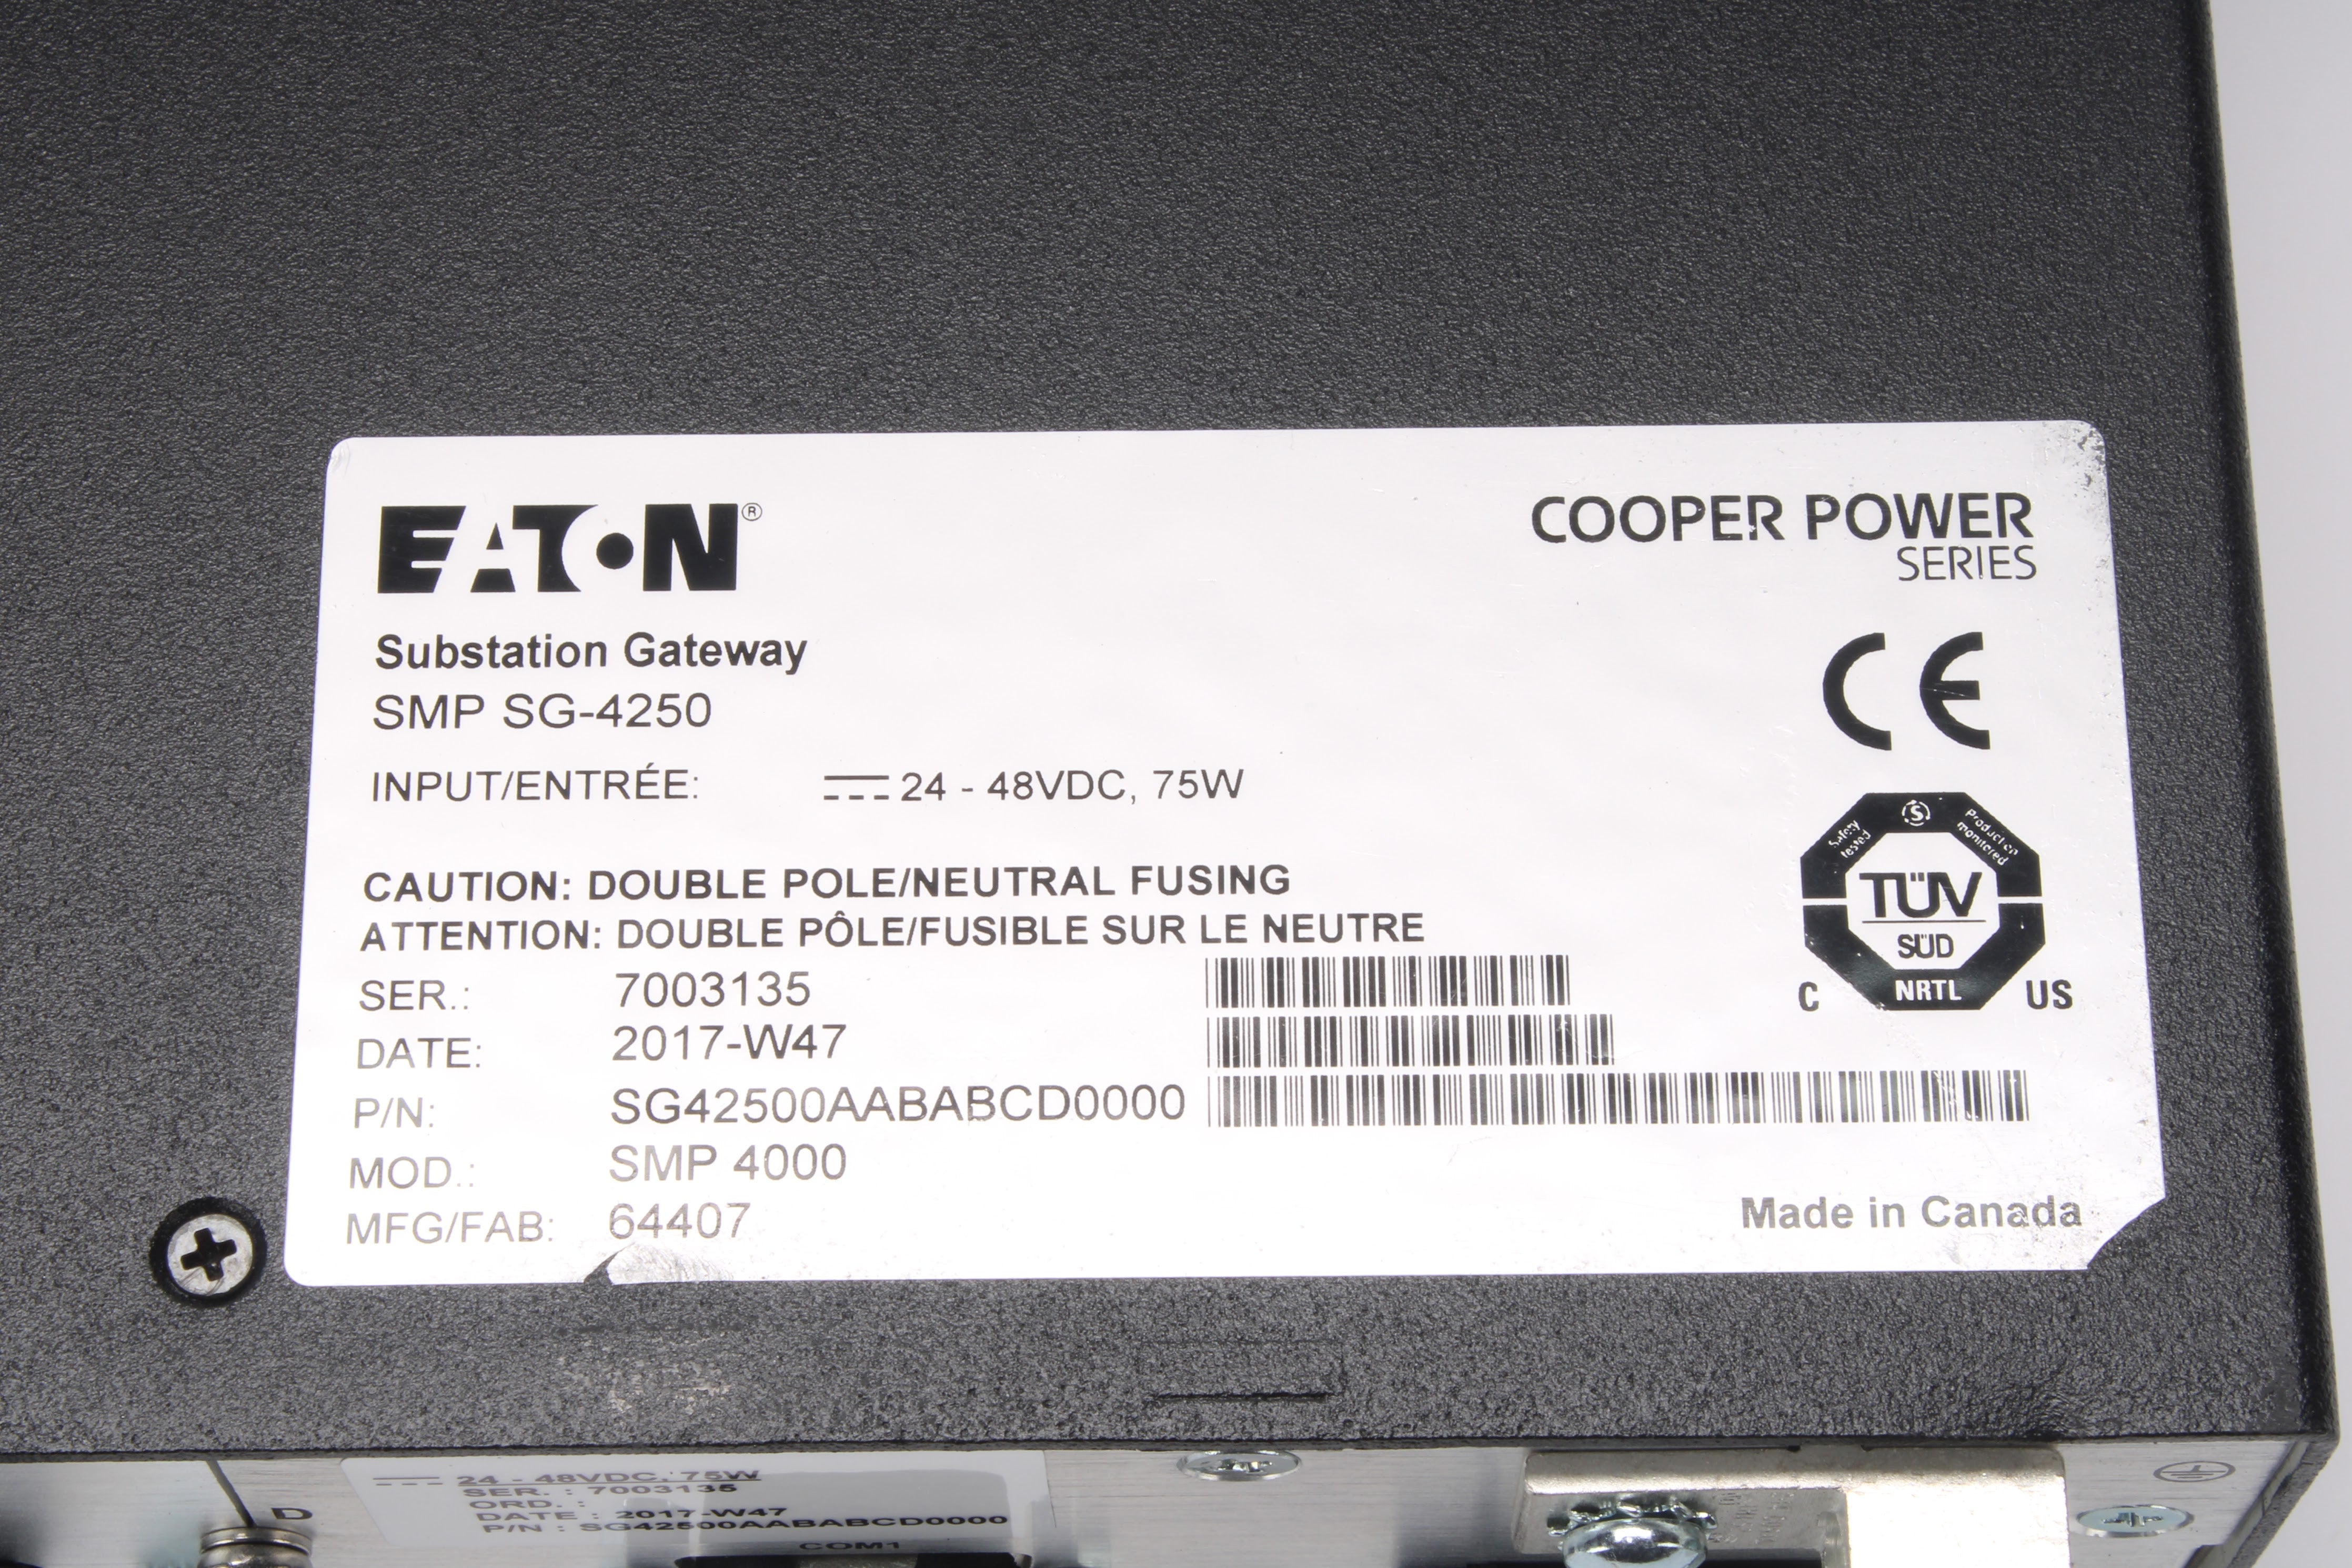 EATON®
COOPER POWER
SERIES
Substation Gateway
SMP SG-4250
CE
INPUT/ENTRÉE: 24 - 48VDC, 75W
Safety tested
S
Production monitored
TÜV
SÜD
C NRTL US
CAUTION: DOUBLE POLE/NEUTRAL FUSING
ATTENTION: DOUBLE PÔLE/FUSIBLE SUR LE NEUTRE
SER.: 7003135
DATE: 2017-W47
P/N: SG42500AABABCD0000
MOD.: SMP 4000
MFG/FAB: 64407
Made in Canada
24 - 48VDC, 75W
SER. : 7003135
ORD. :
DATE : 2017-W47
P/N : SG42500AABABCD0000
D
COM1